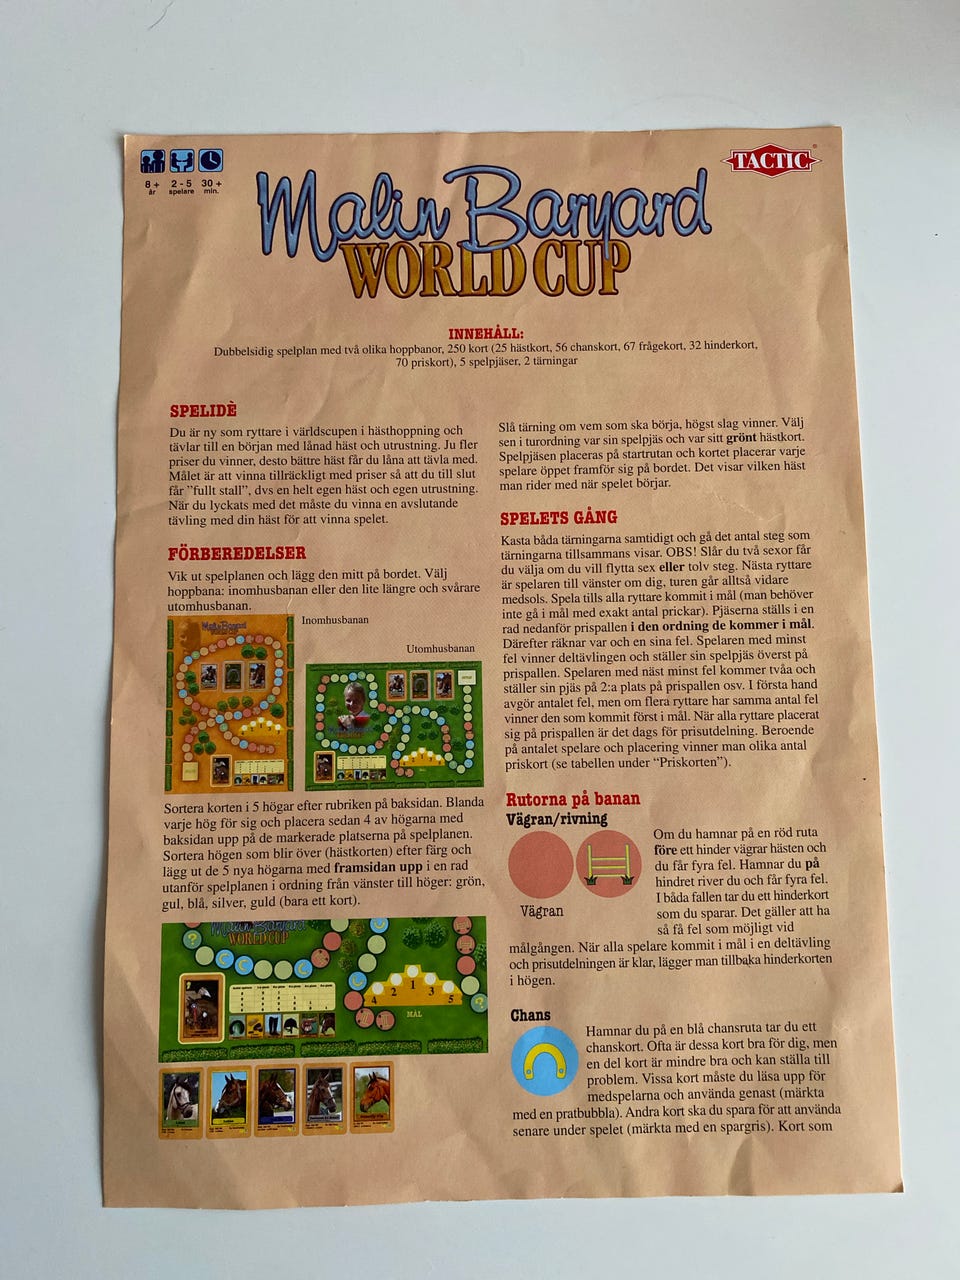 8 +
år
2 - 5
spelare
30 +
min.
TACTIC
®
Malin Baryard
WORLD CUP
INNEHÅLL:
Dubbelsidig spelplan med två olika hoppbanor, 250 kort (25 hästkort, 56 chanskort, 67 frågekort, 32 hinderkort,
70 priskort), 5 spelpjäser, 2 tärningar
SPELIDÈ
Du är ny som ryttare i världscupen i hästhoppning och
tävlar till en början med lånad häst och utrustning. Ju fler
priser du vinner, desto bättre häst får du låna att tävla med.
Målet är att vinna tillräckligt med priser så att du till slut
får ”fullt stall”, dvs en helt egen häst och egen utrustning.
När du lyckats med det måste du vinna en avslutande
tävling med din häst för att vinna spelet.
FÖRBEREDELSER
Vik ut spelplanen och lägg den mitt på bordet. Välj
hoppbana: inomhusbanan eller den lite längre och svårare
utomhusbanan.
Inomhusbanan
Utomhusbanan
Malin Baryard
WORLD CUP
Sortera korten i 5 högar efter rubriken på baksidan. Blanda
varje hög för sig och placera sedan 4 av högarna med
baksidan upp på de markerade platserna på spelplanen.
Sortera högen som blir över (hästkorten) efter färg och
lägg ut de 5 nya högarna med framsidan upp i en rad
utanför spelplanen i ordning från vänster till höger: grön,
gul, blå, silver, guld (bara ett kort).
Malin Baryard
WORLD CUP
4 2 1 3 5
MÅL
Slå tärning om vem som ska börja, högst slag vinner. Välj
sen i turordning var sin spelpjäs och var sitt grönt hästkort.
Spelpjäsen placeras på startrutan och kortet placerar varje
spelare öppet framför sig på bordet. Det visar vilken häst
man rider med när spelet börjar.
SPELETS GÅNG
Kasta båda tärningarna samtidigt och gå det antal steg som
tärningarna tillsammans visar. OBS! Slår du två sexor får
du välja om du vill flytta sex eller tolv steg. Nästa ryttare
är spelaren till vänster om dig, turen går alltså vidare
medsols. Spela tills alla ryttare kommit i mål (man behöver
inte gå i mål med exakt antal prickar). Pjäserna ställs i en
rad nedanför prispallen i den ordning de kommer i mål.
Därefter räknar var och en sina fel. Spelaren med minst
fel vinner deltävlingen och ställer sin spelpjäs överst på
prispallen. Spelaren med näst minst fel kommer tvåa och
ställer sin pjäs på 2:a plats på prispallen osv. I första hand
avgör antalet fel, men om flera ryttare har samma antal fel
vinner den som kommit först i mål. När alla ryttare placerat
sig på prispallen är det dags för prisutdelning. Beroende
på antalet spelare och placering vinner man olika antal
priskort (se tabellen under “Priskorten”).
Rutorna på banan
Vägran/rivning
Vägran
Om du hamnar på en röd ruta
före ett hinder vägrar hästen och
du får fyra fel. Hamnar du på
hindret river du och får fyra fel.
I båda fallen tar du ett hinderkort
som du sparar. Det gäller att ha
så få fel som möjligt vid
målgången. När alla spelare kommit i mål i en deltävling
och prisutdelningen är klar, lägger man tillbaka hinderkorten
i högen.
Chans
Hamnar du på en blå chansruta tar du ett
chanskort. Ofta är dessa kort bra för dig, men
en del kort är mindre bra och kan ställa till
problem. Vissa kort måste du läsa upp för
medspelarna och använda genast (märkta
med en pratbubbla). Andra kort ska du spara för att använda
senare under spelet (märkta med en spargris). Kort som